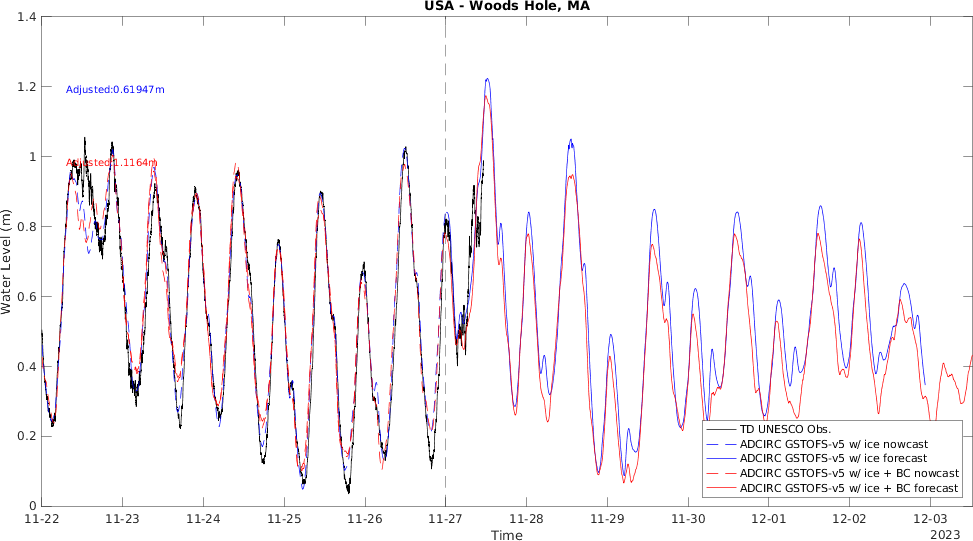 USA - Woods Hole, MA
1.4
1.2
1
0.8
0.6
0.4
0.2
0
Water Level (m)
Adjusted:0.61947m
Adjusted:1.1164m
TD UNESCO Obs.
ADCIRC GSTOFS-v5 w/ ice nowcast
ADCIRC GSTOFS-v5 w/ ice forecast
ADCIRC GSTOFS-v5 w/ ice + BC nowcast
ADCIRC GSTOFS-v5 w/ ice + BC forecast
11-22 11-23 11-24 11-25 11-26 11-27 11-28 11-29 11-30 12-01 12-02 12-03
Time
2023